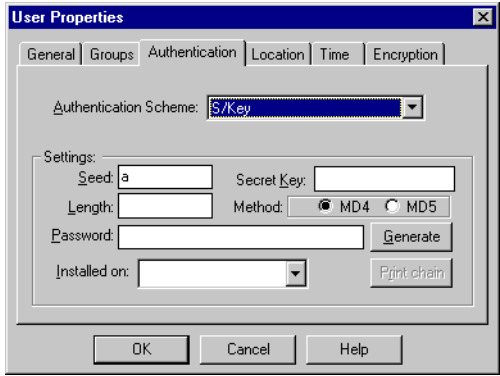 User Properties
General Groups Authentication Location Time Encryption
Authentication Scheme: S/Key
Settings:
Seed: a Secret Key:
Length: Method: MD4 MD5
Password: Generate
Installed on: Print chain
OK Cancel Help